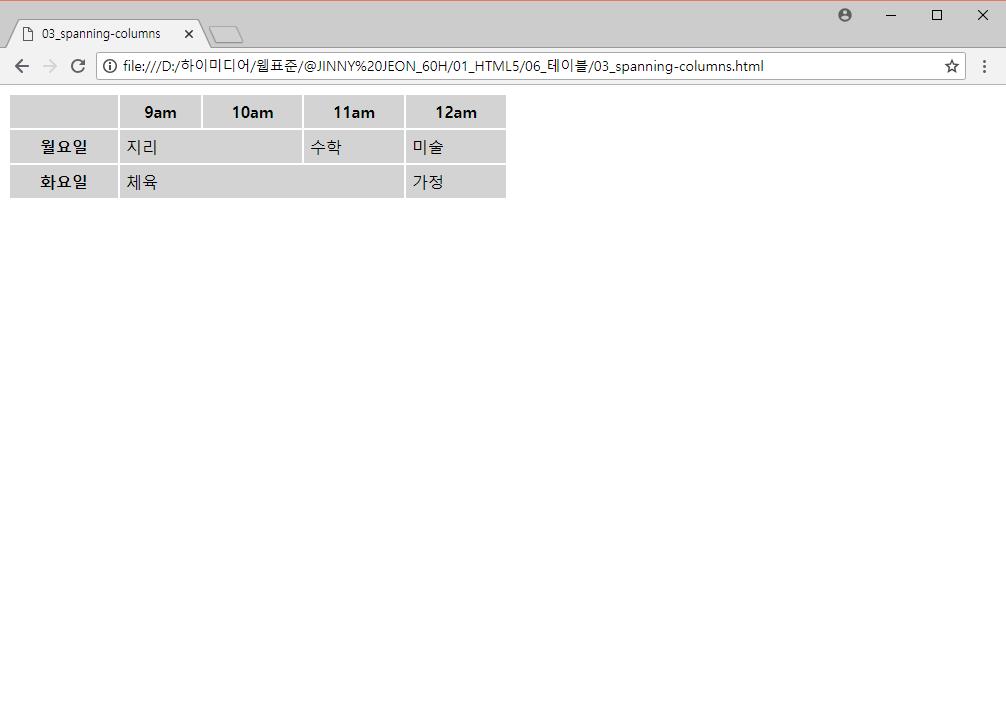 03_spanning-columns
file:///D:/하이미디어/웹표준/@JINNY%20JEON_60H/01_HTML5/06_테이블/03_spanning-columns.html
9am 10am 11am 12am
월요일 지리 수학 미술
화요일 체육 가정